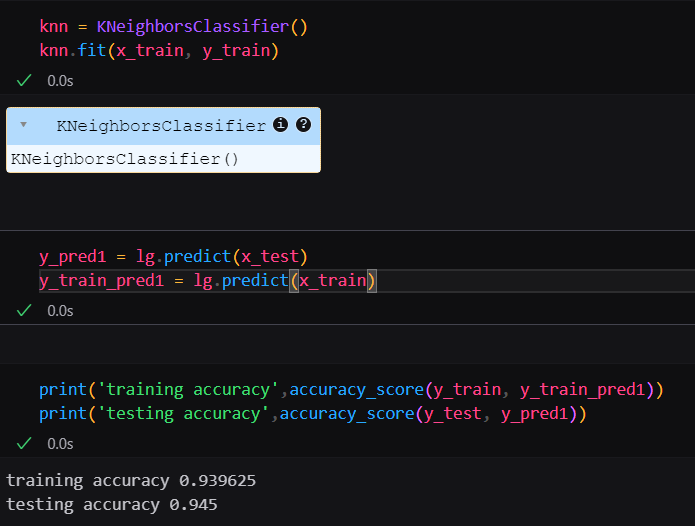 knn = KNeighborsClassifier()
knn.fit(x_train, y_train)
0.0s
KNeighborsClassifier i ?
KNeighborsClassifier()
y_pred1 = lg.predict(x_test)
y_train_pred1 = lg.predict(x_train)
0.0s
print('training accuracy',accuracy_score(y_train, y_train_pred1))
print('testing accuracy',accuracy_score(y_test, y_pred1))
0.0s
training accuracy 0.939625
testing accuracy 0.945